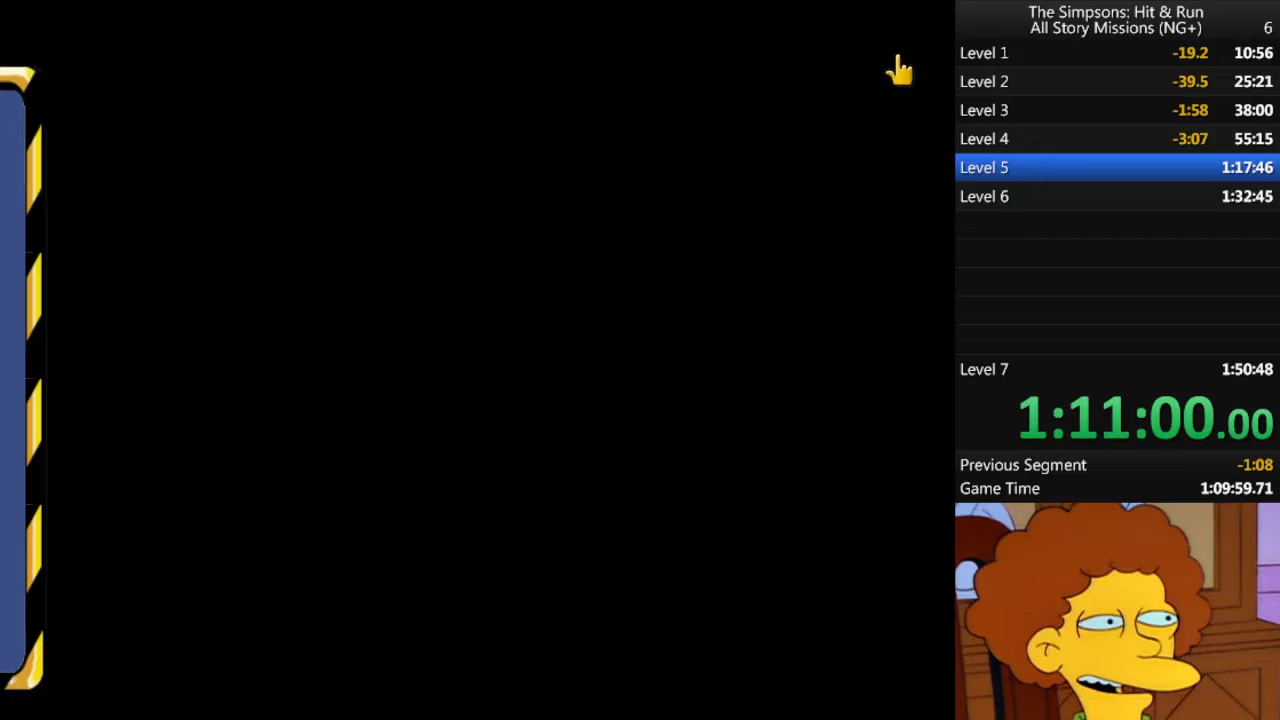 The Simpsons: Hit & Run
All Story Missions (NG+) 6
Level 1 -19.2 10:56
Level 2 -39.5 25:21
Level 3 -1:58 38:00
Level 4 -3:07 55:15
Level 5 1:17:46
Level 6 1:32:45
Level 7 1:50:48
1:11:00.00
Previous Segment -1:08
Game Time 1:09:59.71